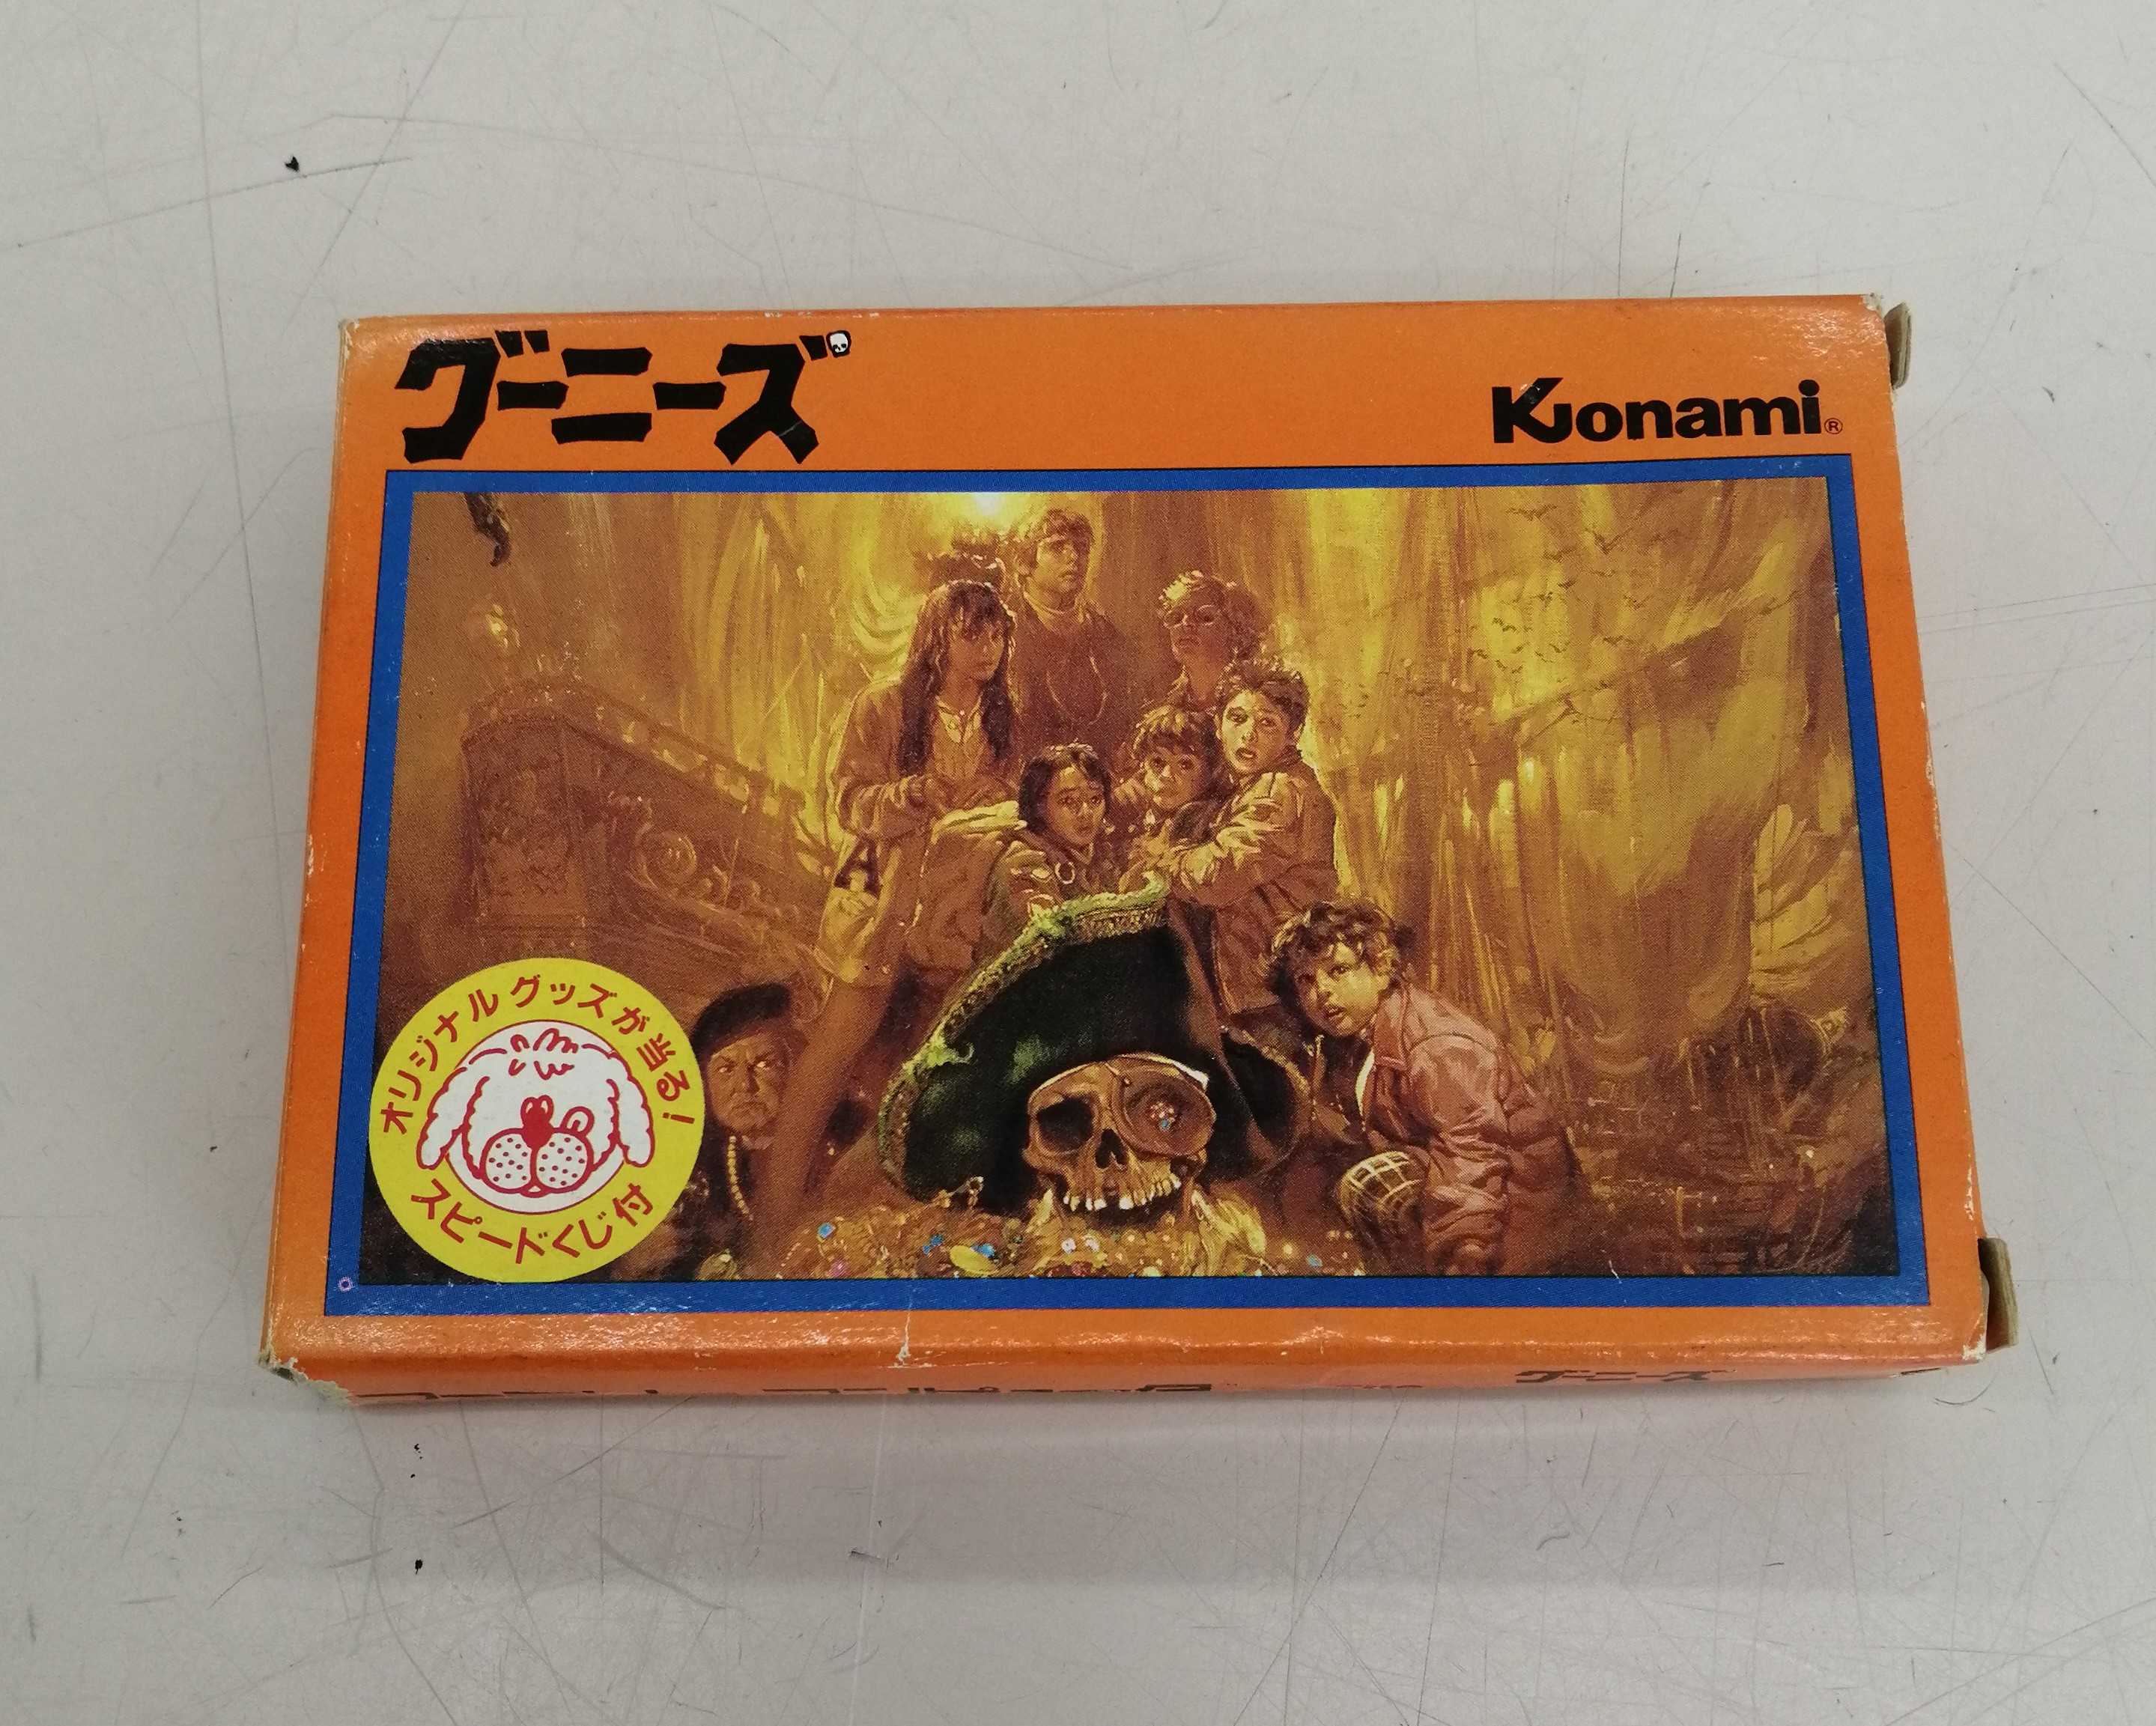 グーニーズ
Konami®
A
オリジナルグッズが当る!
スピードくじ付
グーニーズ